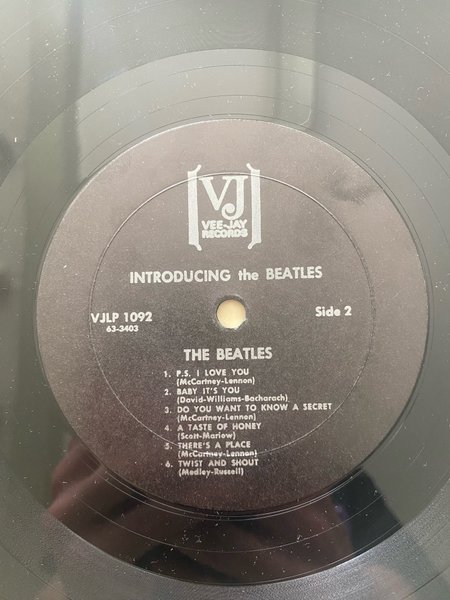 VJ
VEE-JAY
RECORDS
INTRODUCING the BEATLES
VJLP 1092
63-3403
Side 2
THE BEATLES
1. P.S. I LOVE YOU
(McCartney-Lennon)
2. BABY IT'S YOU
(David-Williams-Bacharach)
3. DO YOU WANT TO KNOW A SECRET
(McCartney-Lennon)
4. A TASTE OF HONEY
(Scott-Marlow)
5. THERE'S A PLACE
(McCartney-Lennon)
6. TWIST AND SHOUT
(Medley-Russell)